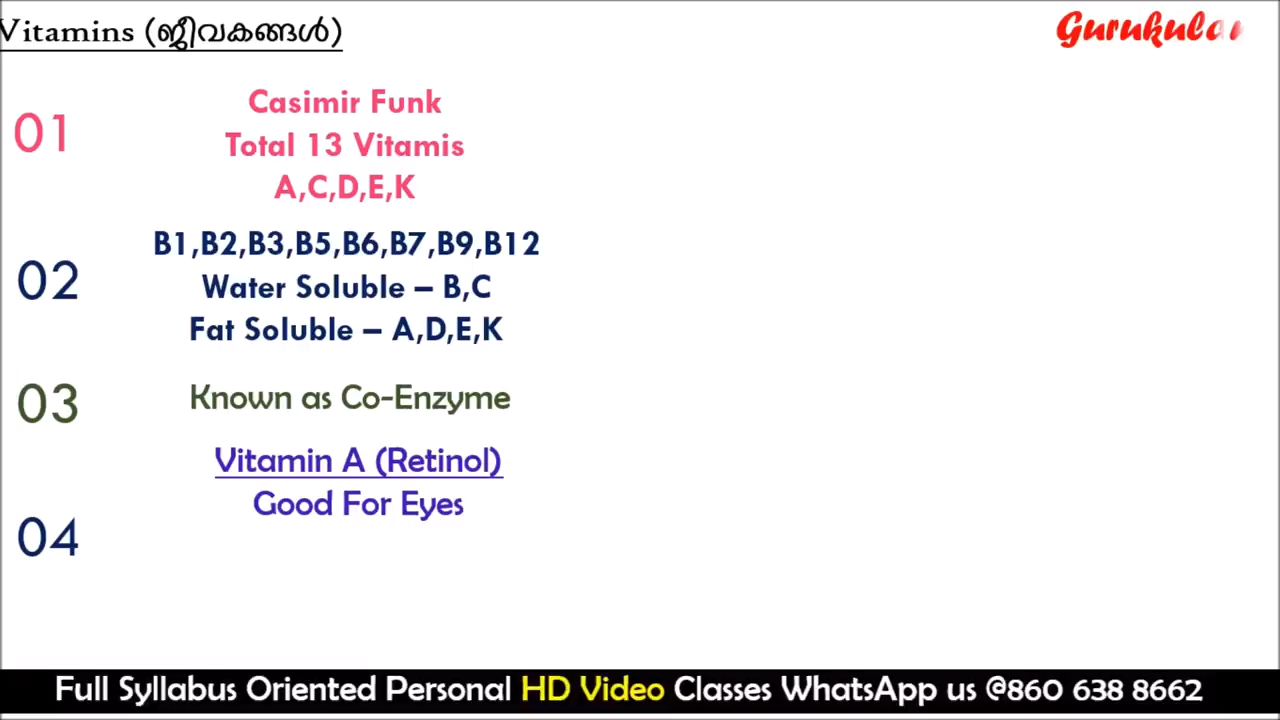 Vitamins (ജീവകങ്ങൾ)
Gurukula
01
Casimir Funk
Total 13 Vitamis
A,C,D,E,K
02
B1,B2,B3,B5,B6,B7,B9,B12
Water Soluble – B,C
Fat Soluble – A,D,E,K
03
Known as Co-Enzyme
04
Vitamin A (Retinol)
Good For Eyes
Full Syllabus Oriented Personal HD Video Classes WhatsApp us @860 638 8662